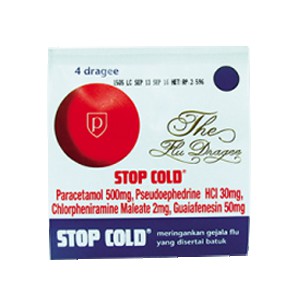 4 dragee
P
The
Flu Dragee
STOP COLD®
Paracetamol 500mg, Pseudoephedrine HCl 30mg,
Chlorpheniramine Maleate 2mg, Guaiafenesin 50mg
STOP COLD® meringankan gejala flu
yang disertai batuk